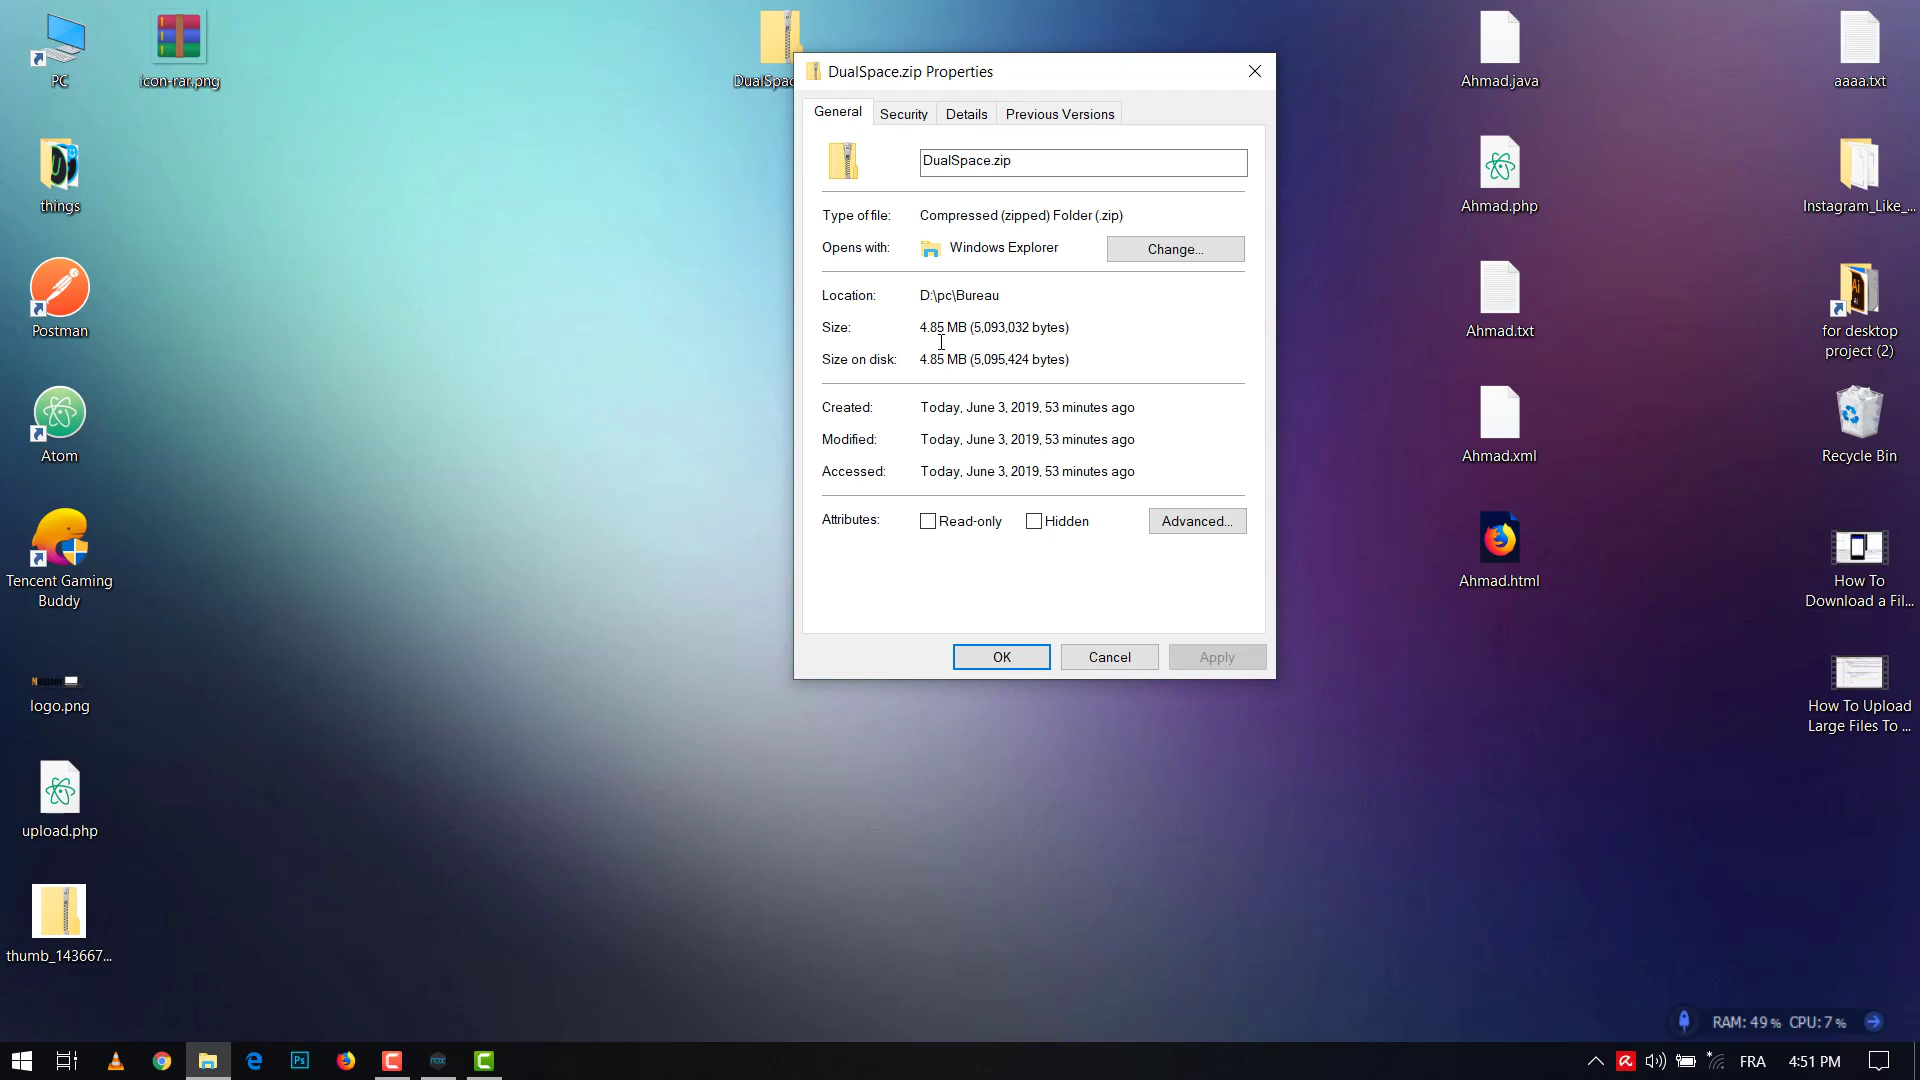 PC
icon-rar.png
things
Postman
Atom
Tencent Gaming
Buddy
logo.png
upload.php
thumb_143667...
DualSpace.zip Properties
General
Security
Details
Previous Versions
DualSpace.zip
Type of file:
Compressed (zipped) Folder (.zip)
Opens with:
Windows Explorer
Change...
Location:
D:\pc\Bureau
Size:
4.85 MB (5,093,032 bytes)
Size on disk:
4.85 MB (5,095,424 bytes)
Created:
Today, June 3, 2019, 53 minutes ago
Modified:
Today, June 3, 2019, 53 minutes ago
Accessed:
Today, June 3, 2019, 53 minutes ago
Attributes:
Read-only
Hidden
Advanced...
OK
Cancel
Apply
Ahmad.java
Ahmad.php
Ahmad.txt
Ahmad.xml
Ahmad.html
aaaa.txt
Instagram_Like_...
Ai
for desktop
project (2)
Recycle Bin
How To
Download a Fil...
How To Upload
Large Files To ...
RAM: 49 % CPU: 7 %
Ps
nox
FRA
4:51 PM